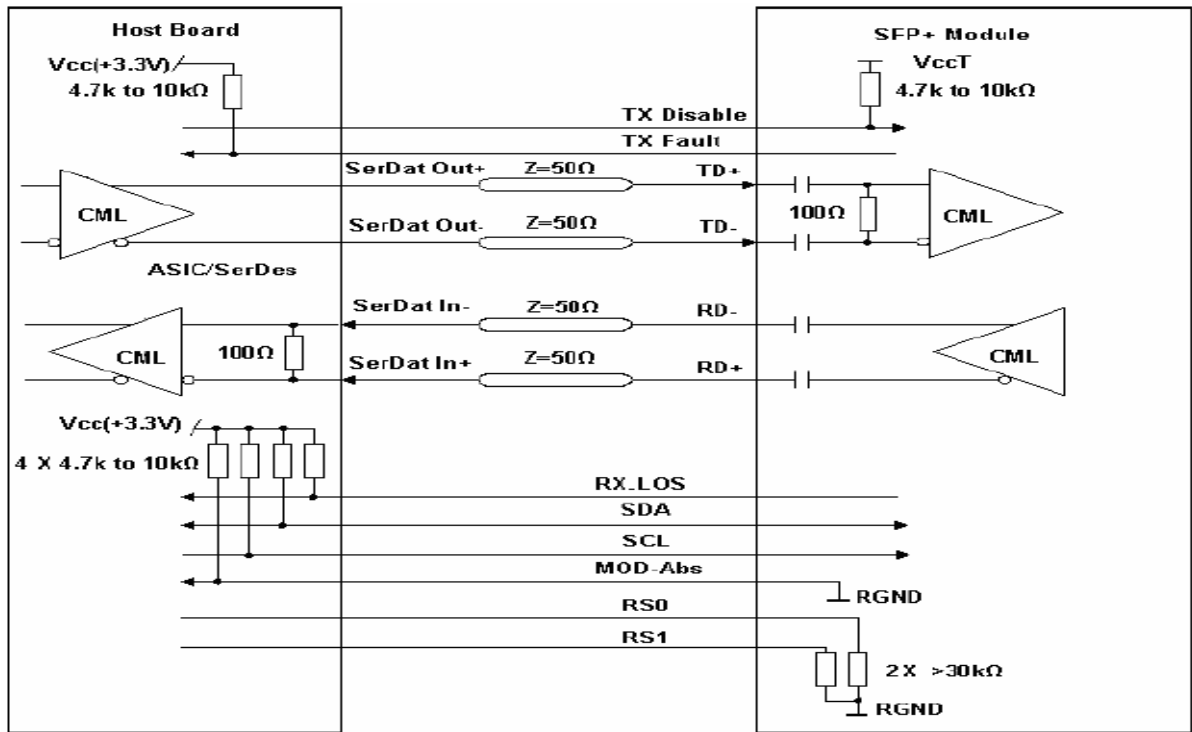 Host Board
SFP+ Module
Vcc(+3.3V)
VccT
4.7k to 10kΩ
4.7k to 10kΩ
TX Disable
TX Fault
SerDat Out+
Z=50Ω
TD+
CML
100Ω
CML
SerDat Out-
Z=50Ω
TD-
ASIC/SerDes
SerDat In-
Z=50Ω
RD-
CML
100Ω
CML
SerDat In+
Z=50Ω
RD+
Vcc(+3.3V)
4 X 4.7k to 10kΩ
RX_LOS
SDA
SCL
MOD-Abs
RGND
RS0
RS1
2X >30kΩ
RGND